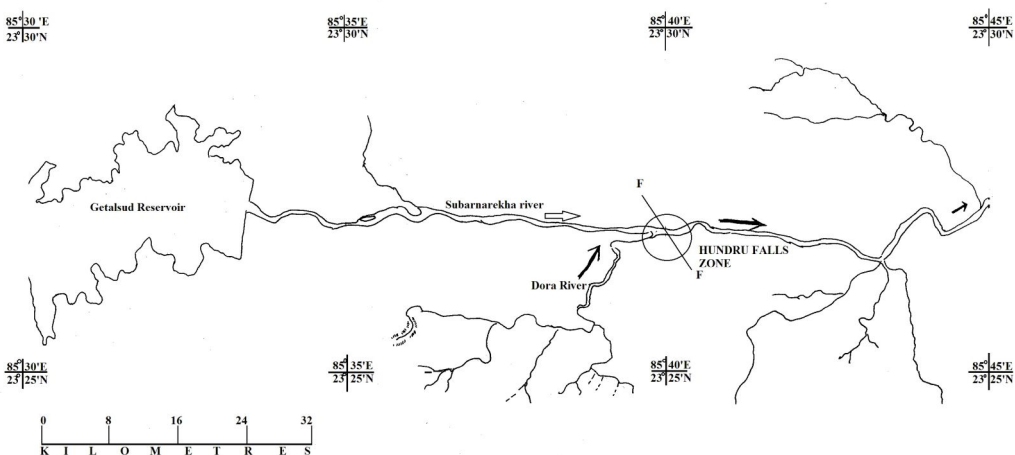 85°30 'E
23°30'N
85°35'E
23°30'N
85°40'E
23°30'N
85°45'E
23°30'N
Getalsud Reservoir
Subarnarekha river
F
HUNDRU FALLS
ZONE
F
Dora River
85°30'E
23°25'N
85°35'E
23°25'N
85°40'E
23°25'N
85°45'E
23°25'N
0 8 16 24 32
K I L O M E T R E S